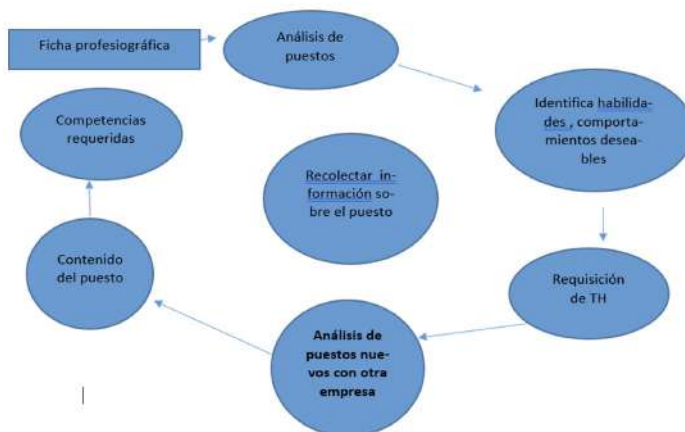 Ficha profesiográfica
Análisis de
puestos
Identifica habilida-
des , comporta-
mientos desea-
bles
Requisición
de TH
Análisis de
puestos nue-
vos con otra
empresa
Contenido
del puesto
Competencias
requeridas
Recolectar in-
formación so-
bre el puesto